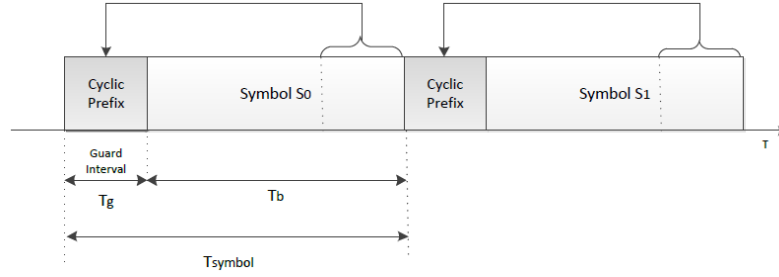 Cyclic
Prefix
Symbol S0
Cyclic
Prefix
Symbol S1
T
Guard
Interval
Tg
Tb
Tsymbol